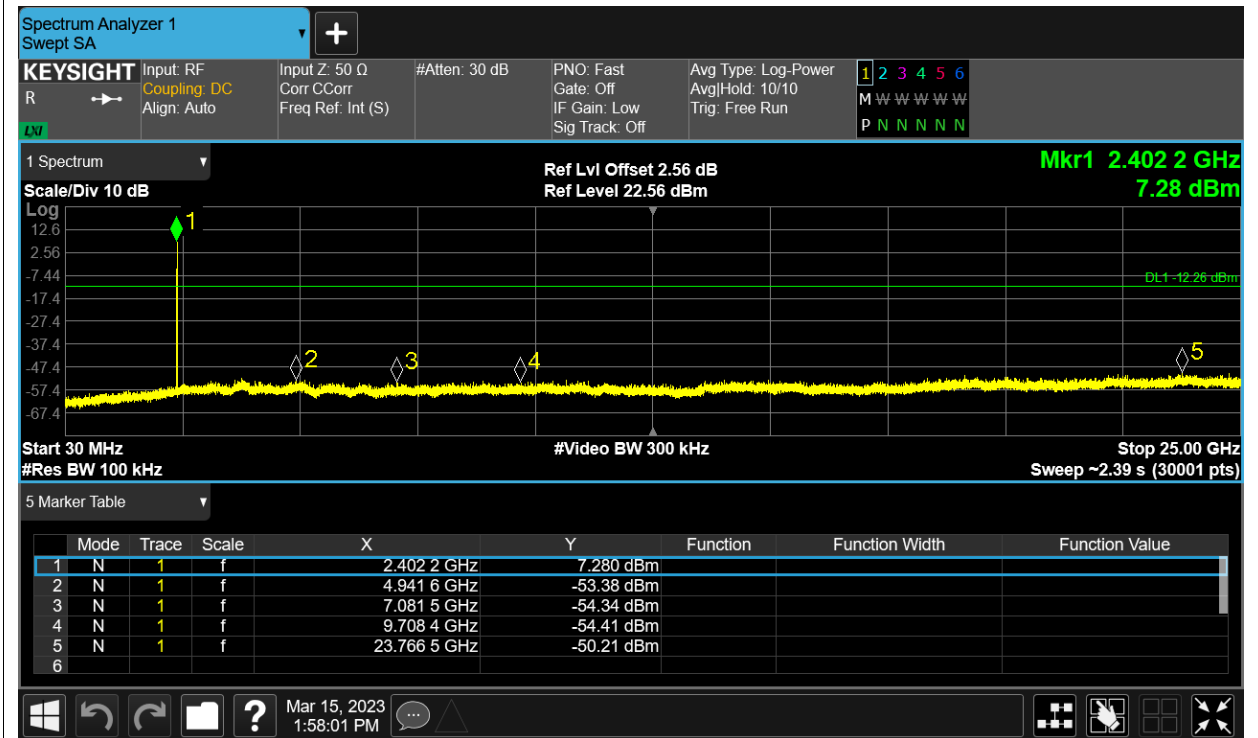 Spectrum Analyzer 1
Swept SA
KEYSIGHT
R
LXI
Input: RF
Coupling: DC
Align: Auto
Input Z: 50 Ω
Corr CCorr
Freq Ref: Int (S)
#Atten: 30 dB
PNO: Fast
Gate: Off
IF Gain: Low
Sig Track: Off
Avg Type: Log-Power
Avg|Hold: 10/10
Trig: Free Run
1 2 3 4 5 6
M W W W W W
P N N N N N
1 Spectrum
Scale/Div 10 dB
Ref Lvl Offset 2.56 dB
Ref Level 22.56 dBm
Mkr1 2.402 2 GHz
7.28 dBm
Log
12.6
2.56
-7.44
-17.4
-27.4
-37.4
-47.4
-57.4
-67.4
1
2
3
4
5
DL1 -12.26 dBm
Start 30 MHz
#Res BW 100 kHz
#Video BW 300 kHz
Stop 25.00 GHz
Sweep ~2.39 s (30001 pts)
5 Marker Table
Mode Trace Scale X Y Function Function Width Function Value
1 N 1 f 2.402 2 GHz 7.280 dBm
2 N 1 f 4.941 6 GHz -53.38 dBm
3 N 1 f 7.081 5 GHz -54.34 dBm
4 N 1 f 9.708 4 GHz -54.41 dBm
5 N 1 f 23.766 5 GHz -50.21 dBm
6
?
Mar 15, 2023
1:58:01 PM